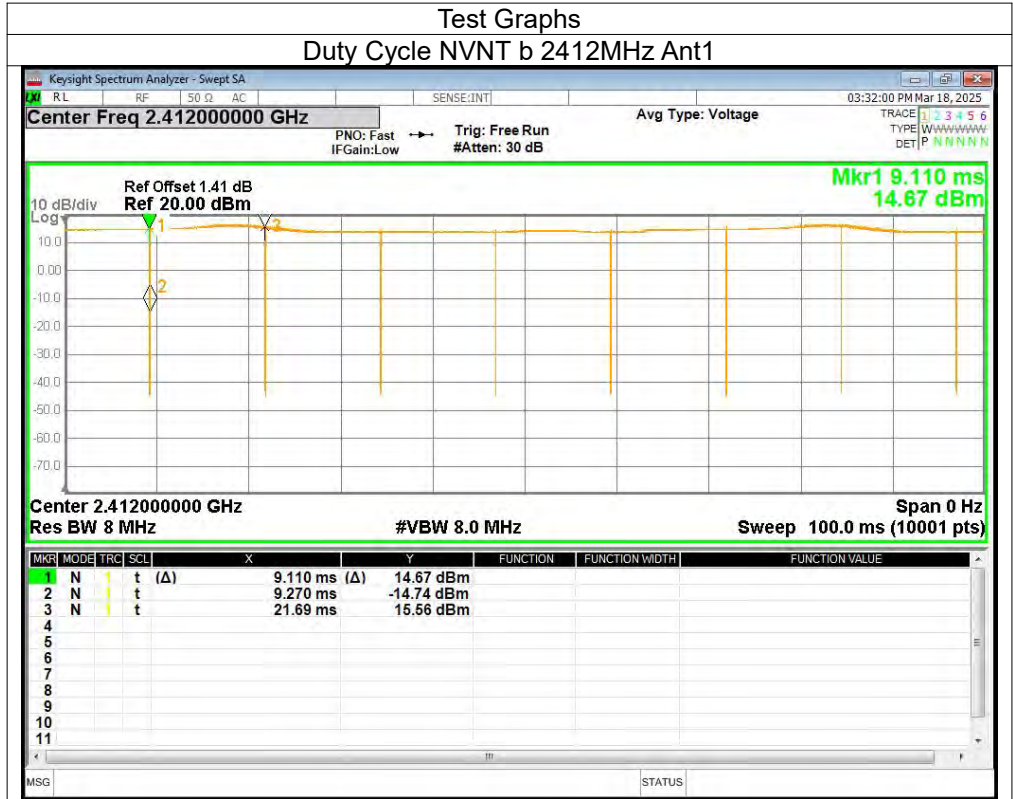 Test Graphs
Duty Cycle NVNT b 2412MHz Ant1
Keysight Spectrum Analyzer - Swept SA
LXI RL RF 50 Ω AC SENSE:INT 03:32:00 PM Mar 18, 2025
Center Freq 2.412000000 GHz
PNO: Fast
IFGain:Low
Trig: Free Run
#Atten: 30 dB
Avg Type: Voltage
TRACE 1 2 3 4 5 6
TYPE WWWWWW
DET P N N N N N
Mkr1 9.110 ms
14.67 dBm
Ref Offset 1.41 dB
10 dB/div Ref 20.00 dBm
Log
1
3
10.0
0.00
2
-10.0
-20.0
-30.0
-40.0
-50.0
-60.0
-70.0
Center 2.412000000 GHz Span 0 Hz
Res BW 8 MHz #VBW 8.0 MHz Sweep 100.0 ms (10001 pts)
MKR MODE TRC SCL X Y FUNCTION FUNCTION WIDTH FUNCTION VALUE
1 N 1 t (Δ) 9.110 ms (Δ) 14.67 dBm
2 N 1 t 9.270 ms -14.74 dBm
3 N 1 t 21.69 ms 15.56 dBm
4
5
6
7
8
9
10
11
MSG STATUS